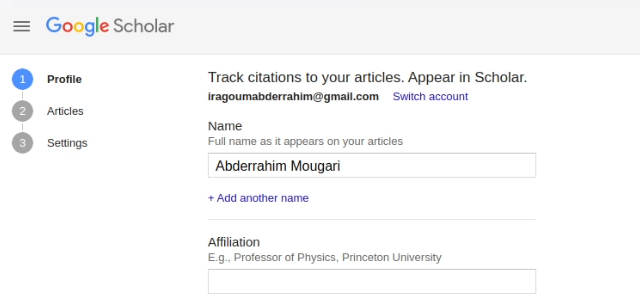 Google Scholar
1 Profile
2 Articles
3 Settings
Track citations to your articles. Appear in Scholar.
iragoumabderrahim@gmail.com Switch account
Name
Full name as it appears on your articles
Abderrahim Mougari
+ Add another name
Affiliation
E.g., Professor of Physics, Princeton University